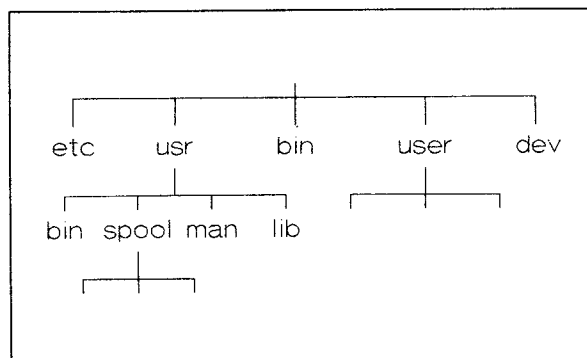 etc usr bin user dev
bin spool man lib